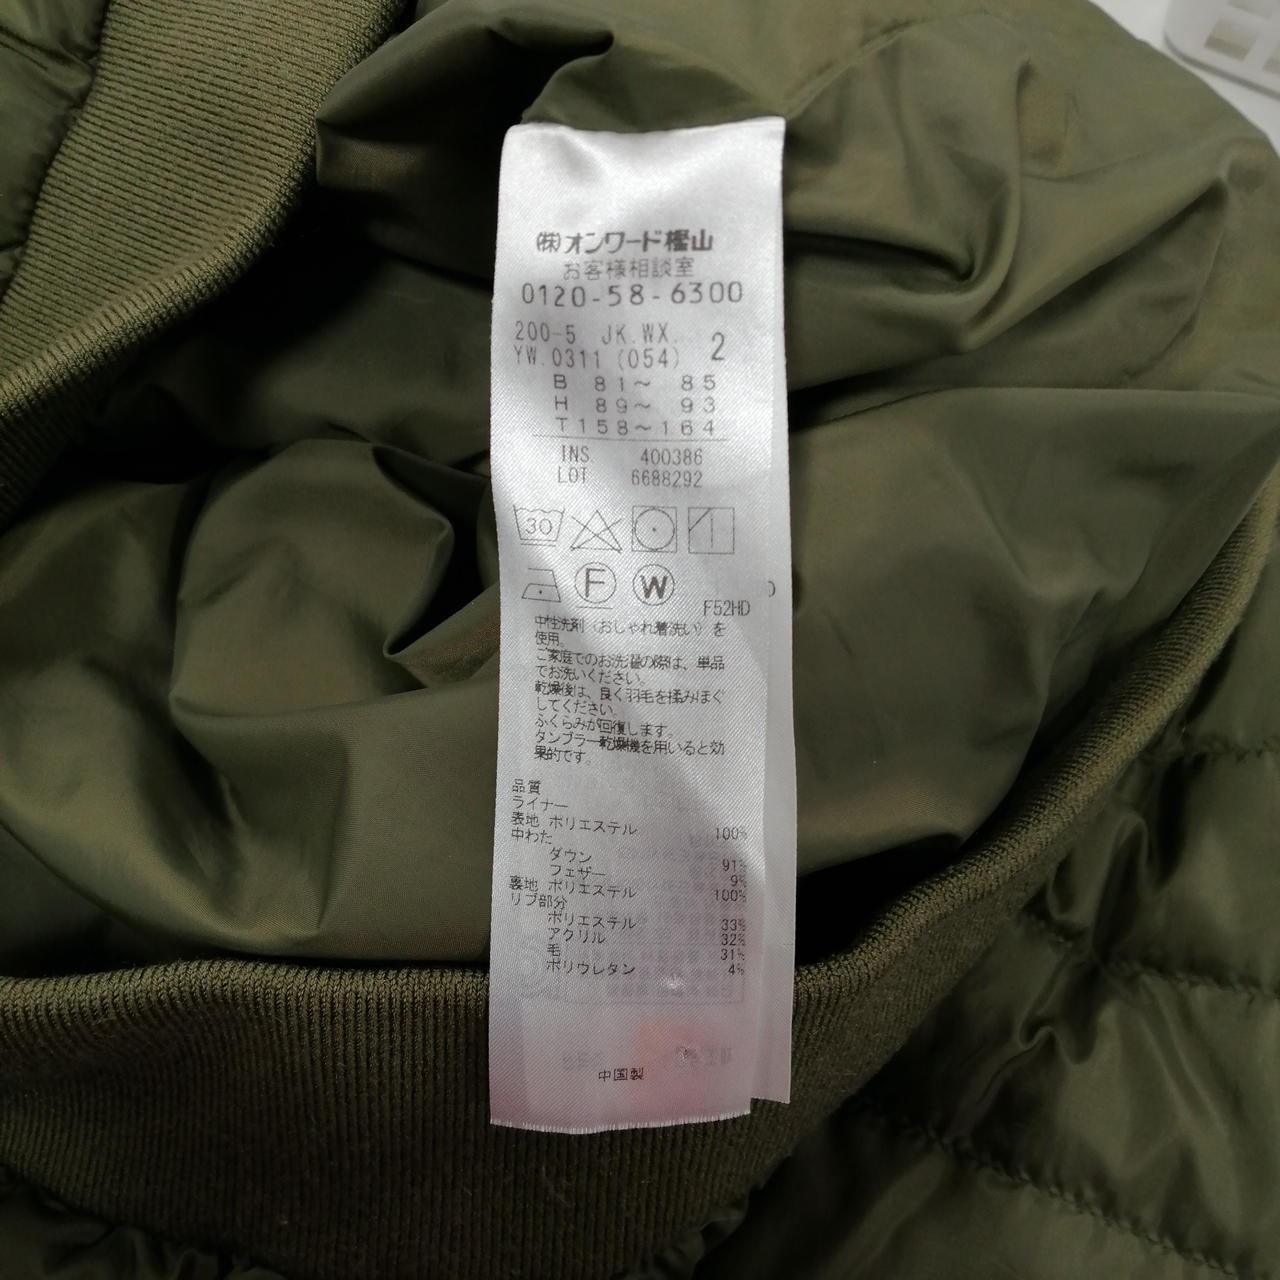 ㈱オンワード樫山
お客様相談室
0120-58-6300
200-5 JK.WX. 2
YW.0311 (054)
B 81～ 85
H 89～ 93
T158～164
INS 400386
LOT 6688292
30
F W
F52HD
中性洗剤(おしゃれ着洗い)を
使用。
ご家庭でのお洗濯の際は、単品
でお洗いください。
乾燥後は、良く羽毛を揉みほぐ
してください。
ふくらみが回復します。
タンブラー乾燥機を用いると効
果的です。
品質
ライナー
表地 ポリエステル 100%
中わた
ダウン 91%
フェザー 9%
裏地 ポリエステル 100%
リブ部分
ポリエステル 33%
アクリル 32%
毛 31%
ポリウレタン 4%
中国製